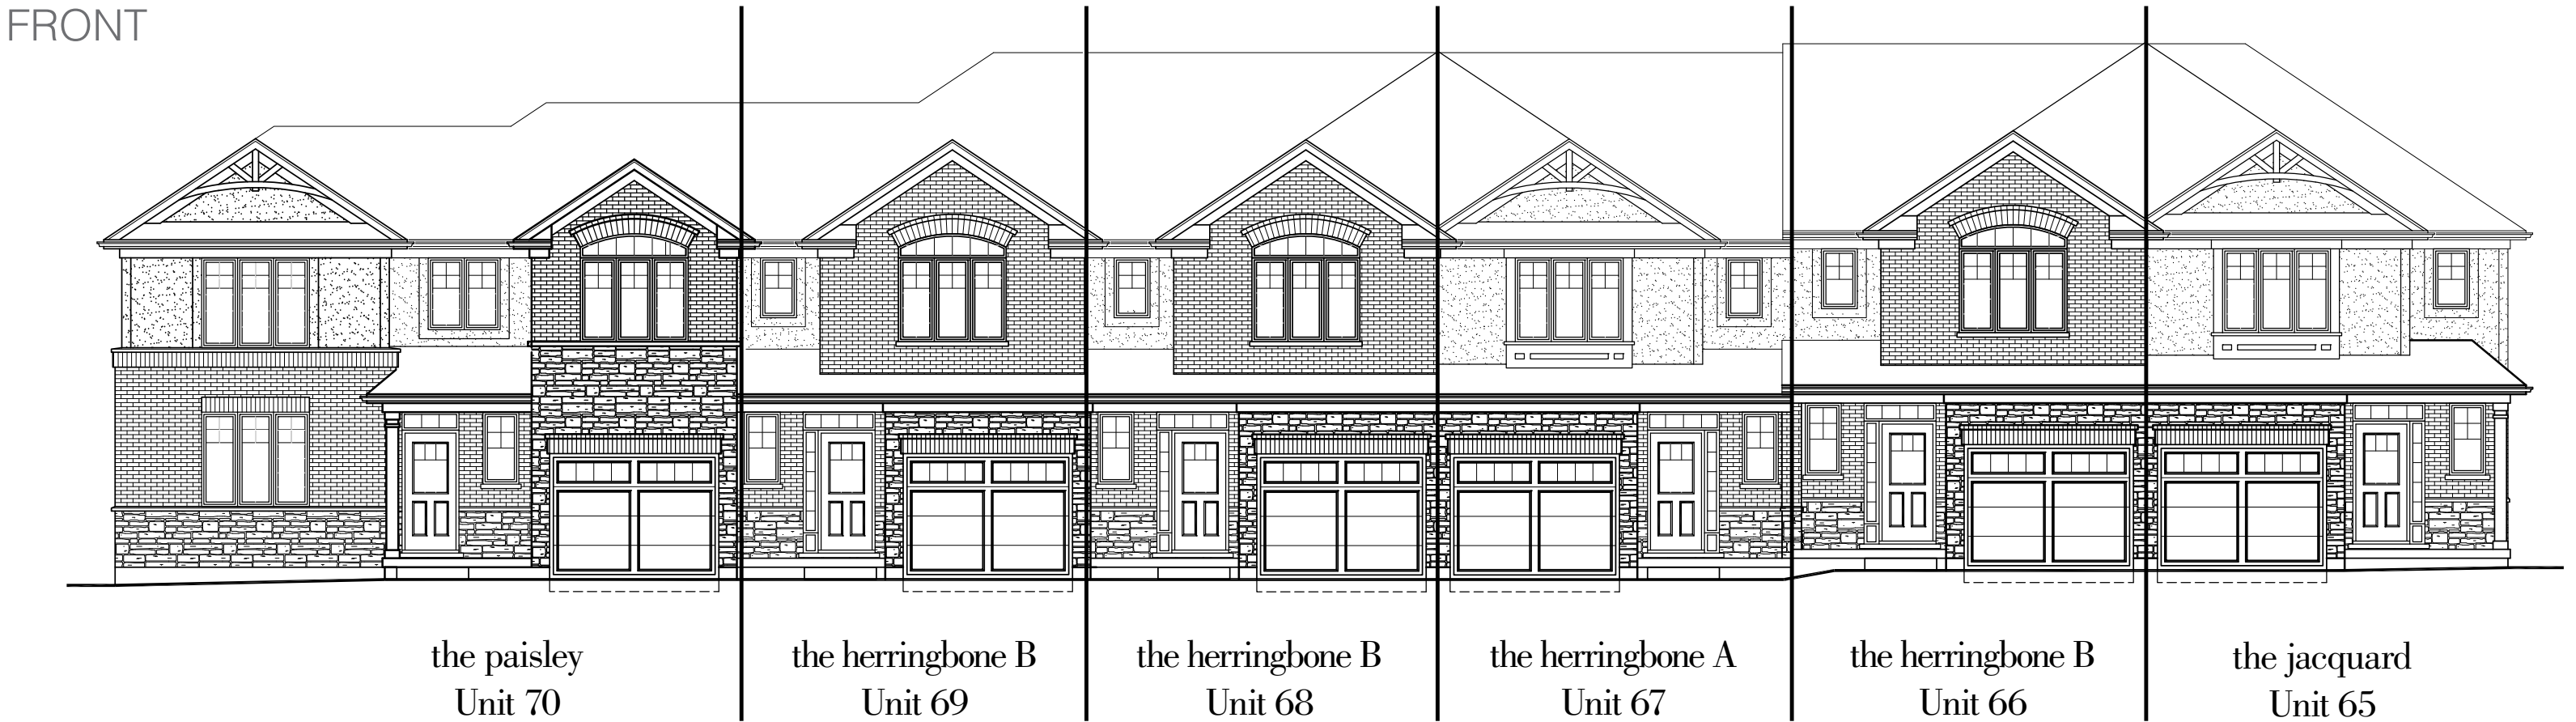 FRONT
the paisley
Unit 70
the herringbone B
Unit 69
the herringbone B
Unit 68
the herringbone A
Unit 67
the herringbone B
Unit 66
the jacquard
Unit 65